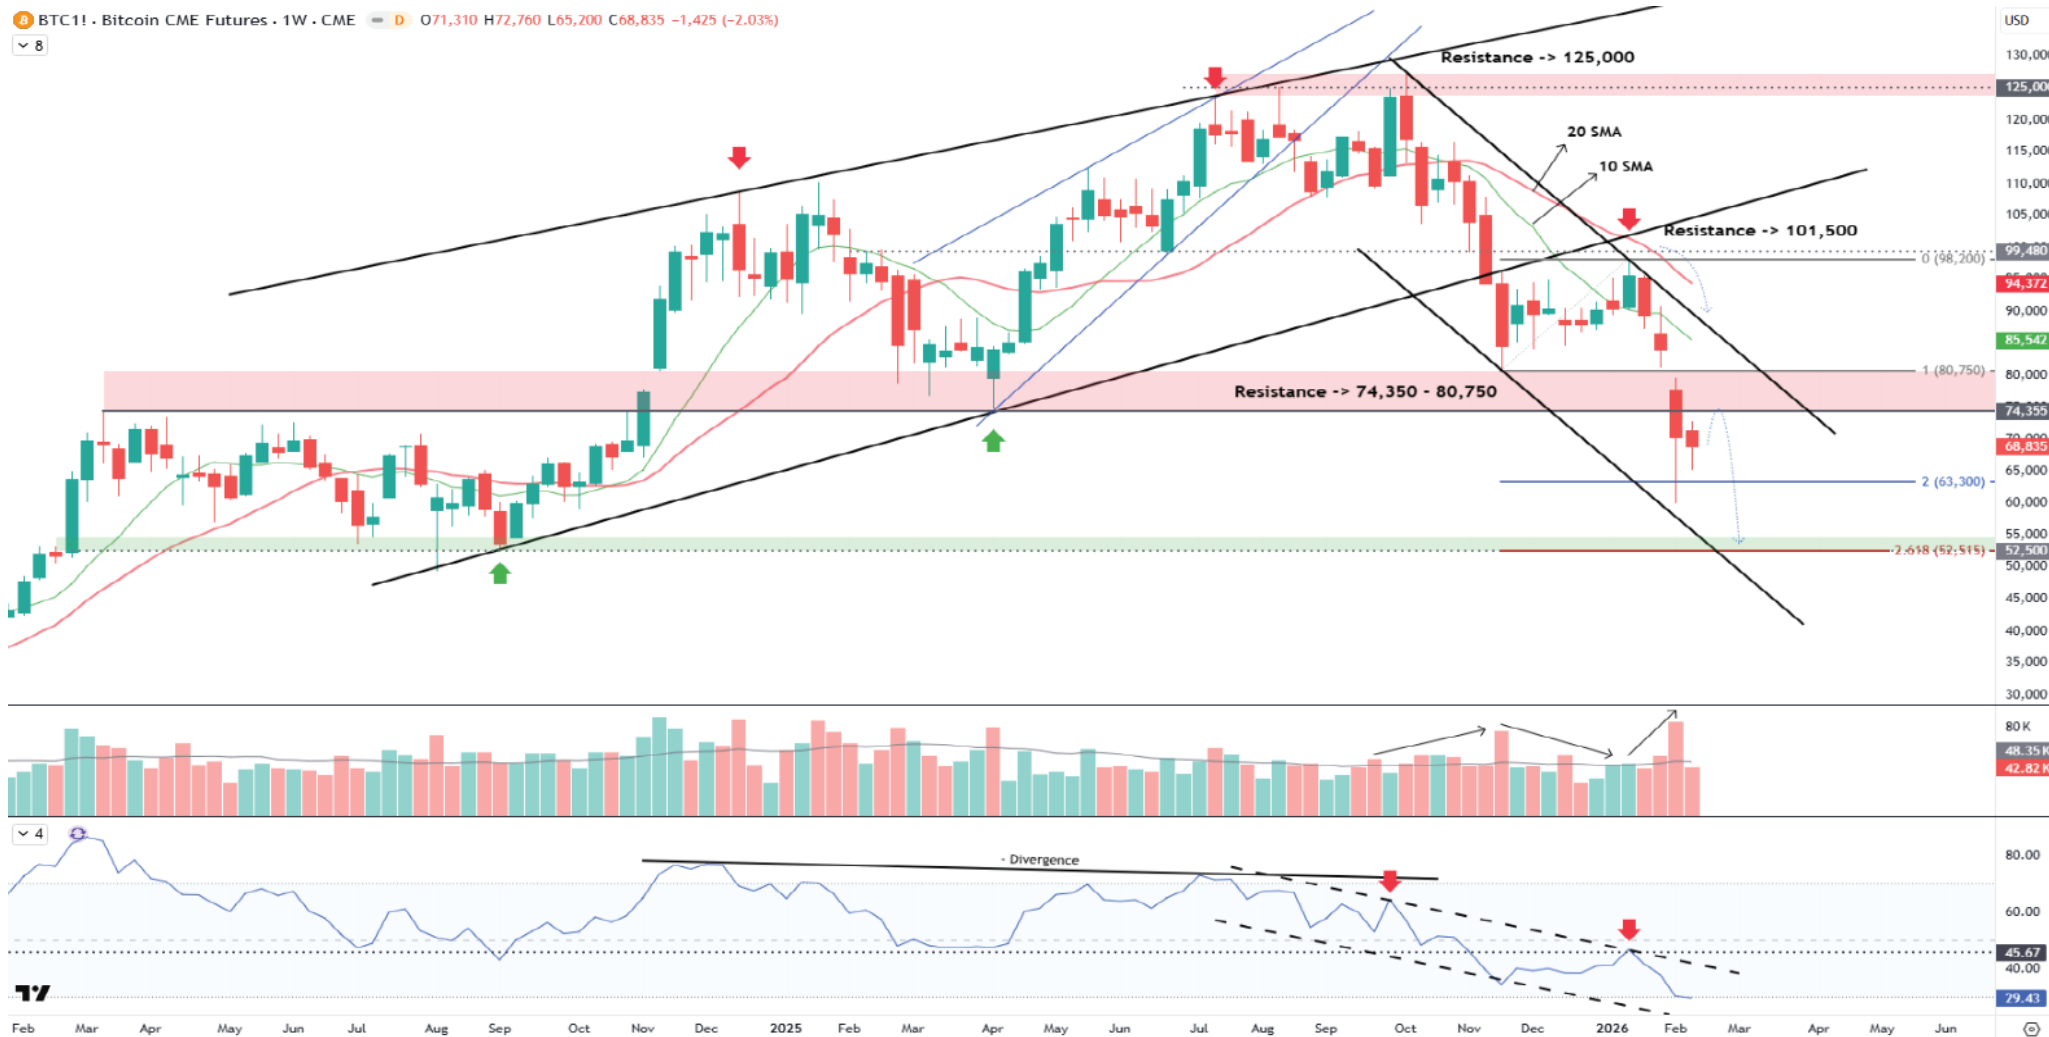 BTC1! · Bitcoin CME Futures · 1W · CME D O71,310 H72,760 L65,200 C68,835 −1,425 (−2.03%)
USD
8
Resistance -> 125,000
20 SMA
10 SMA
Resistance -> 101,500
0 (98,200)
1 (80,750)
Resistance -> 74,350 - 80,750
2 (63,300)
2.618 (52,515)
130,000
125,000
120,000
115,000
110,000
105,000
99,480
94,372
90,000
85,542
80,000
74,355
70,000
68,835
65,000
60,000
55,000
52,500
50,000
45,000
40,000
35,000
30,000
80 K
48.35 K
42.82 K
4
- Divergence
80.00
60.00
45.67
40.00
29.43
Feb Mar Apr May Jun Jul Aug Sep Oct Nov Dec 2025 Feb Mar Apr May Jun Jul Aug Sep Oct Nov Dec 2026 Feb Mar Apr May Jun